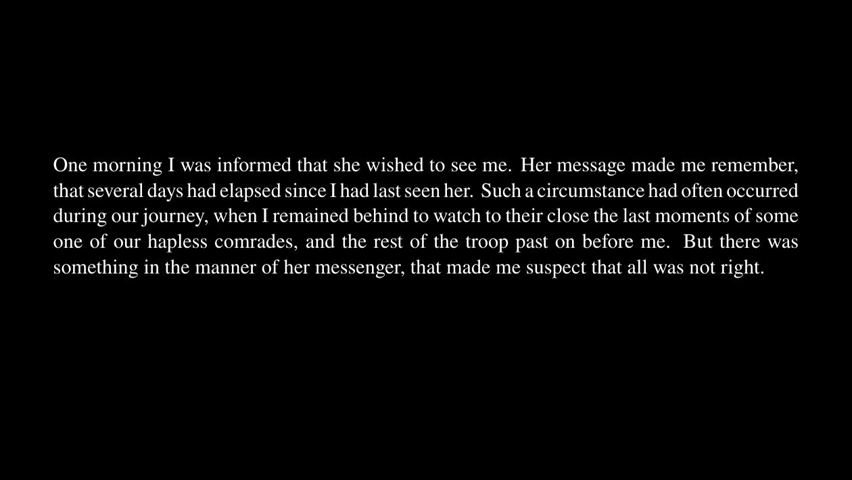 One morning I was informed that she wished to see me. Her message made me remember,
that several days had elapsed since I had last seen her. Such a circumstance had often occurred
during our journey, when I remained behind to watch to their close the last moments of some
one of our hapless comrades, and the rest of the troop past on before me. But there was
something in the manner of her messenger, that made me suspect that all was not right.